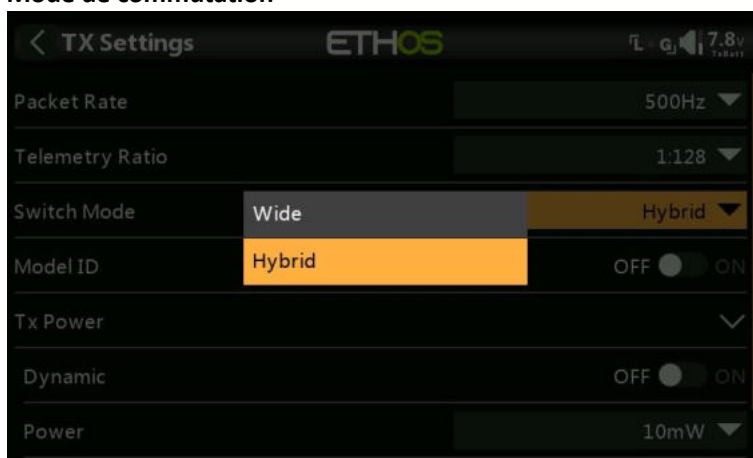 Mode de commutation
TX Settings ETHOS 7.8V
TxBatt
Packet Rate 500Hz
Telemetry Ratio 1:128
Switch Mode Wide Hybrid
Hybrid
Model ID OFF ON
Tx Power
Dynamic OFF ON
Power 10mW